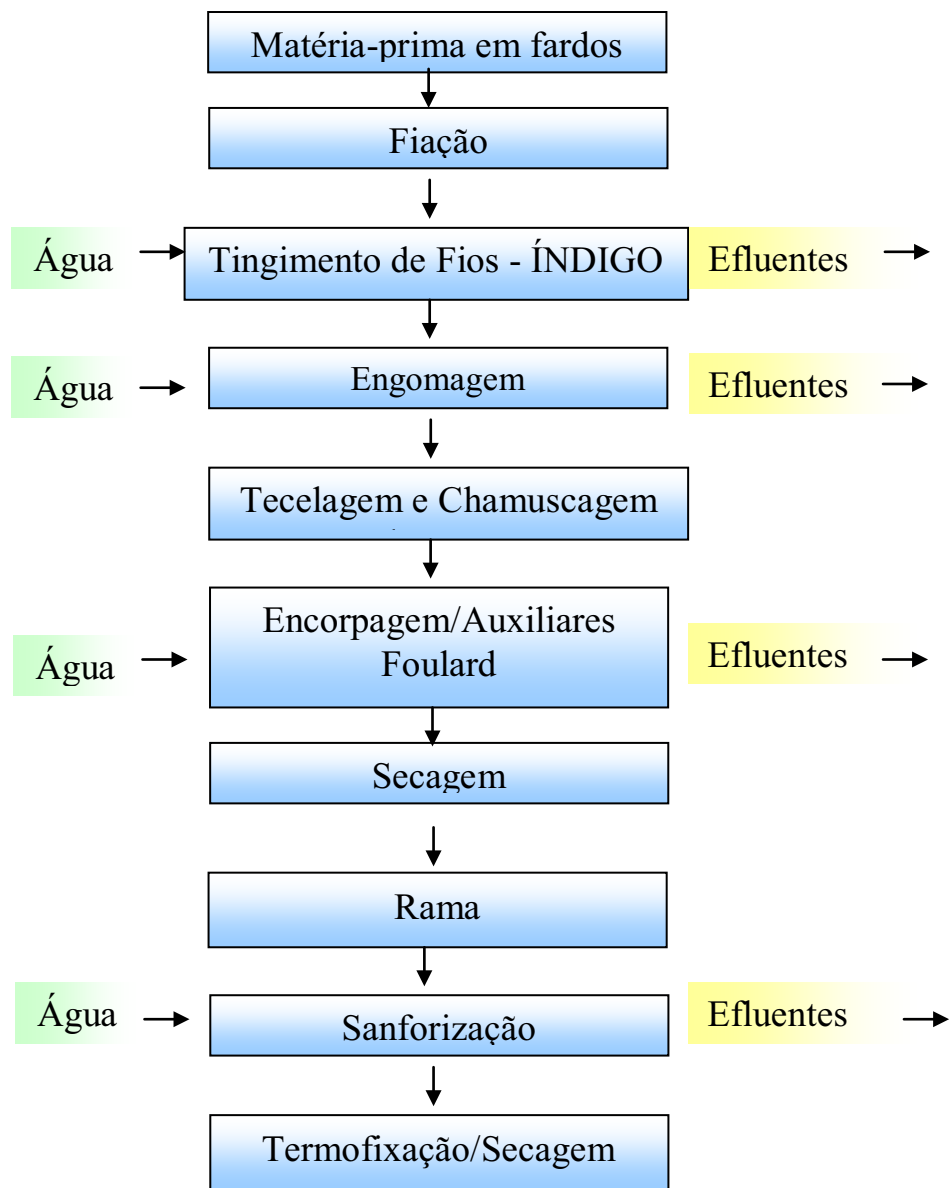 Matéria-prima em fardos
Fiação
Água
Tingimento de Fios - ÍNDIGO
Efluentes
Água
Engomagem
Efluentes
Tecelagem e Chamuscagem
Água
Encorpagem/Auxiliares
Foulard
Efluentes
Secagem
Rama
Água
Sanforização
Efluentes
Termofixação/Secagem